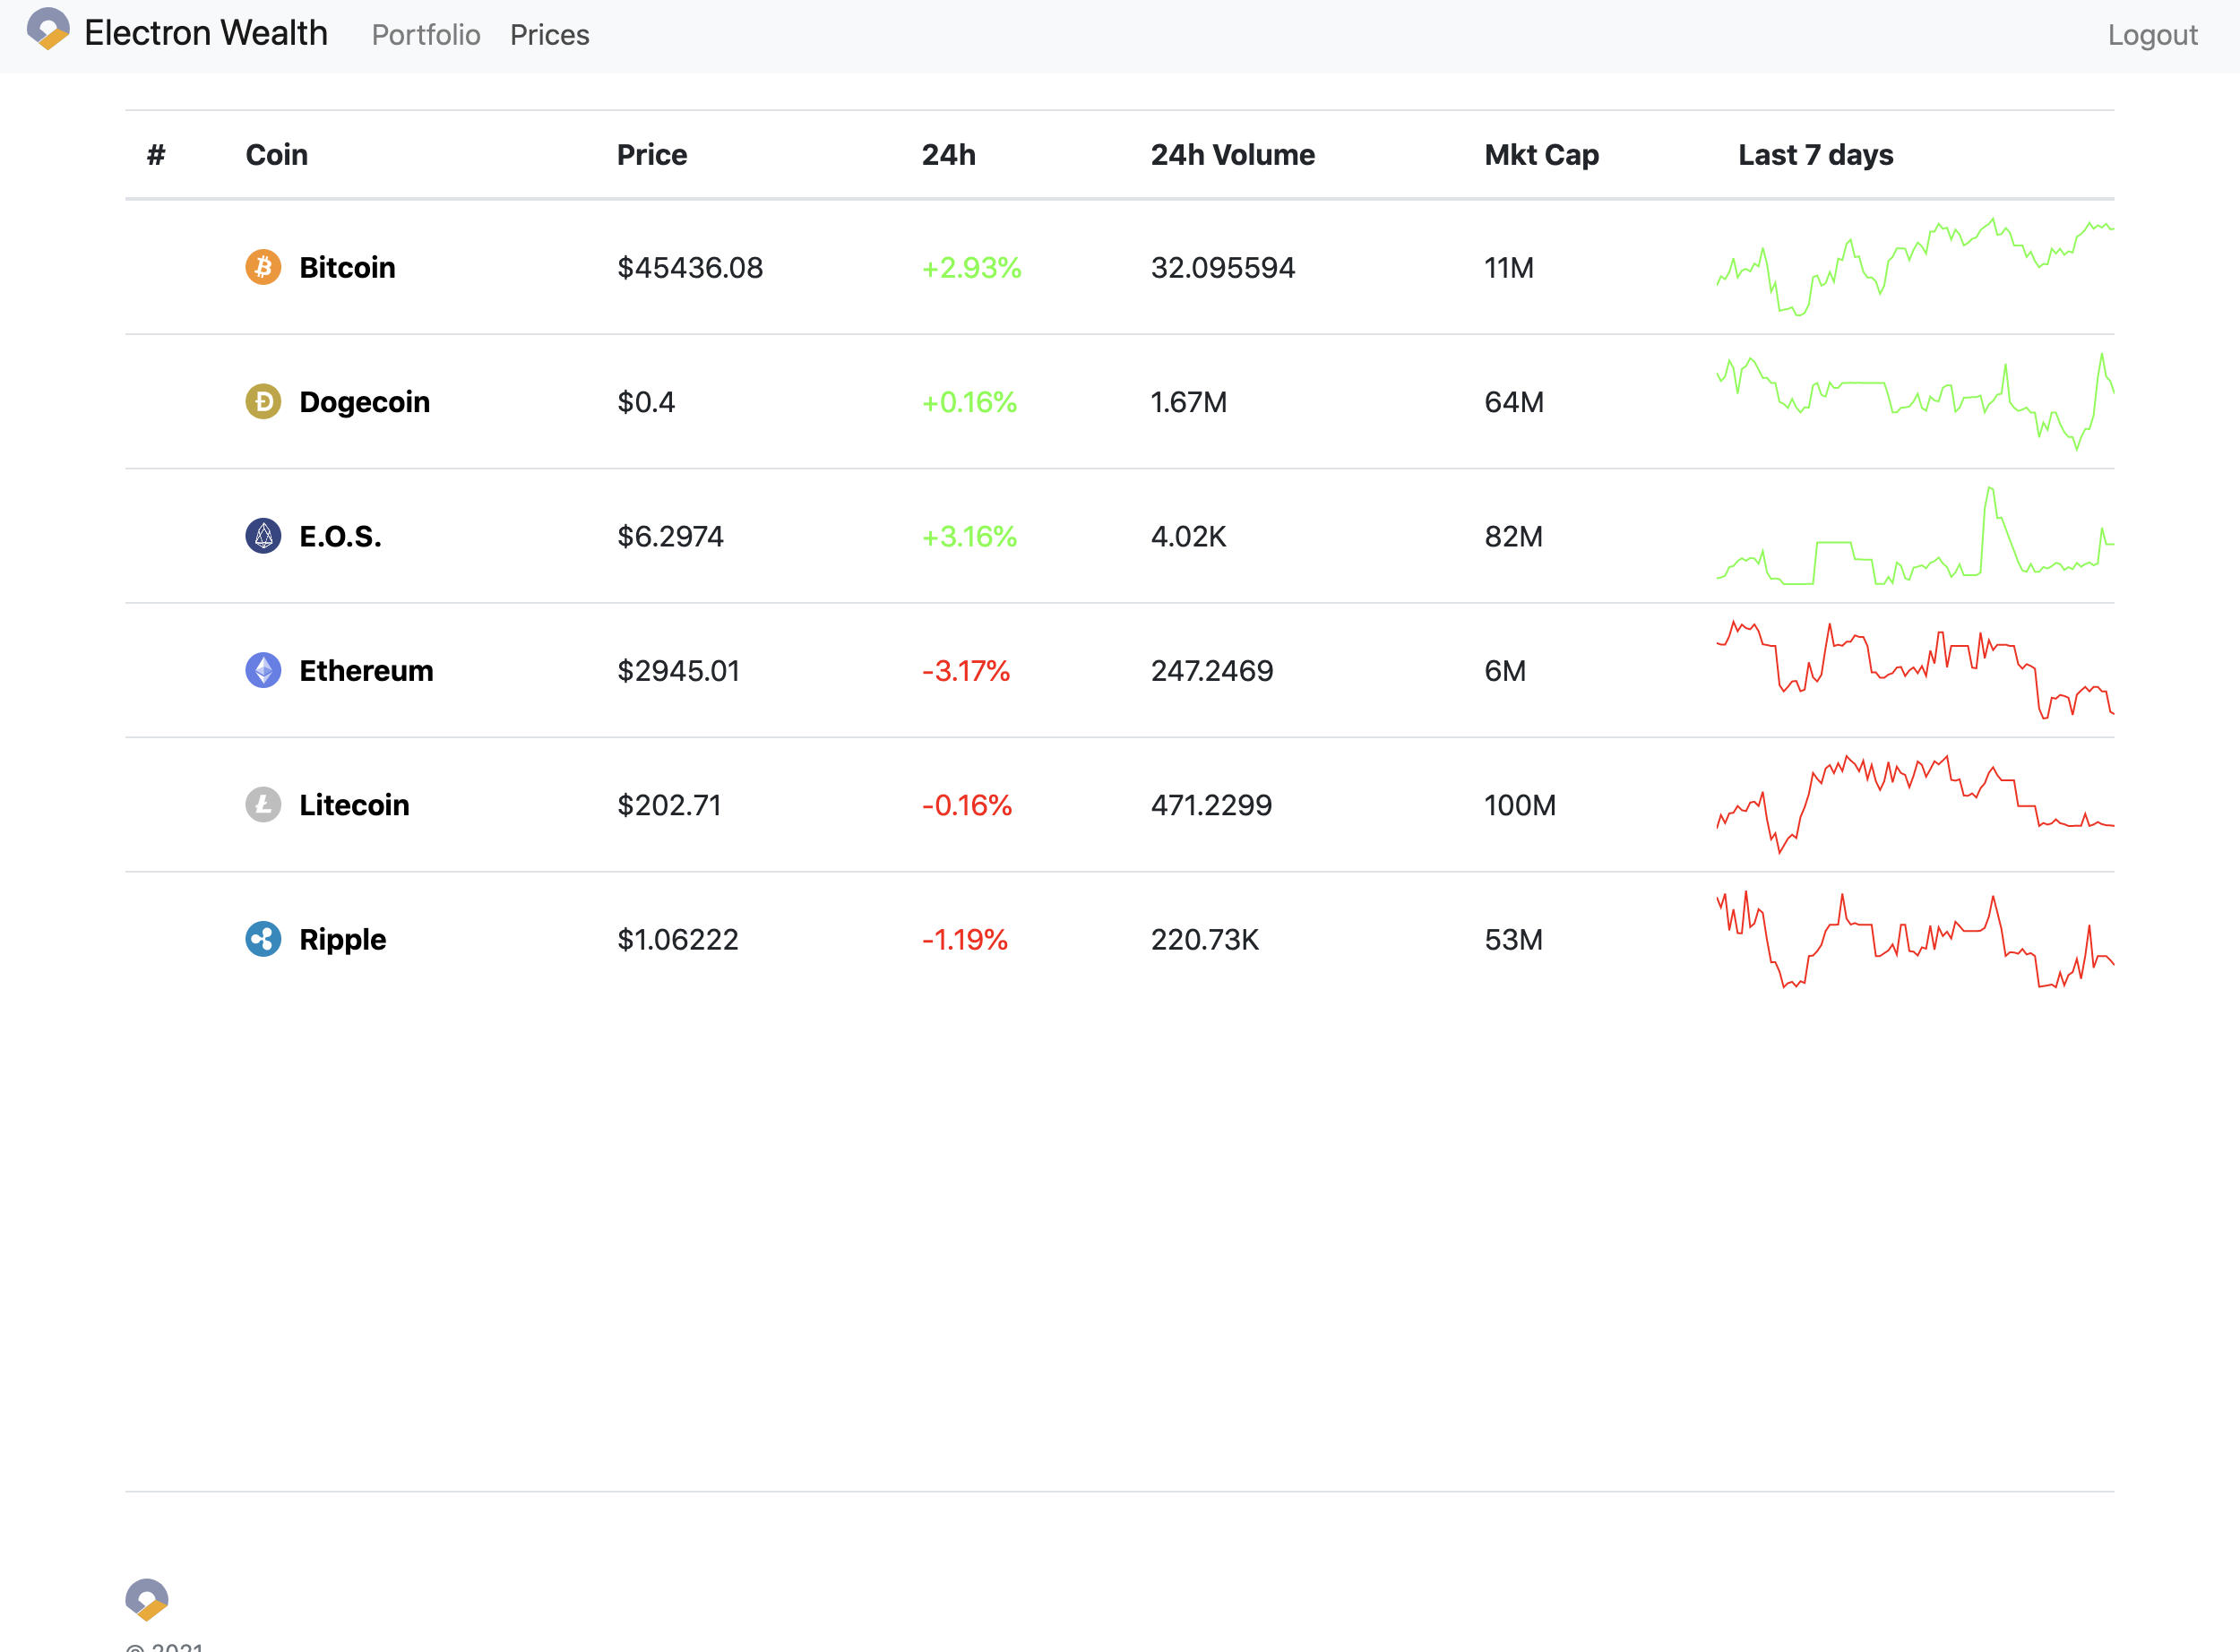 Electron Wealth Portfolio Prices Logout
# Coin Price 24h 24h Volume Mkt Cap Last 7 days
Bitcoin $45436.08 +2.93% 32.095594 11M
Dogecoin $0.4 +0.16% 1.67M 64M
E.O.S. $6.2974 +3.16% 4.02K 82M
Ethereum $2945.01 -3.17% 247.2469 6M
Litecoin $202.71 -0.16% 471.2299 100M
Ripple $1.06222 -1.19% 220.73K 53M
© 2021